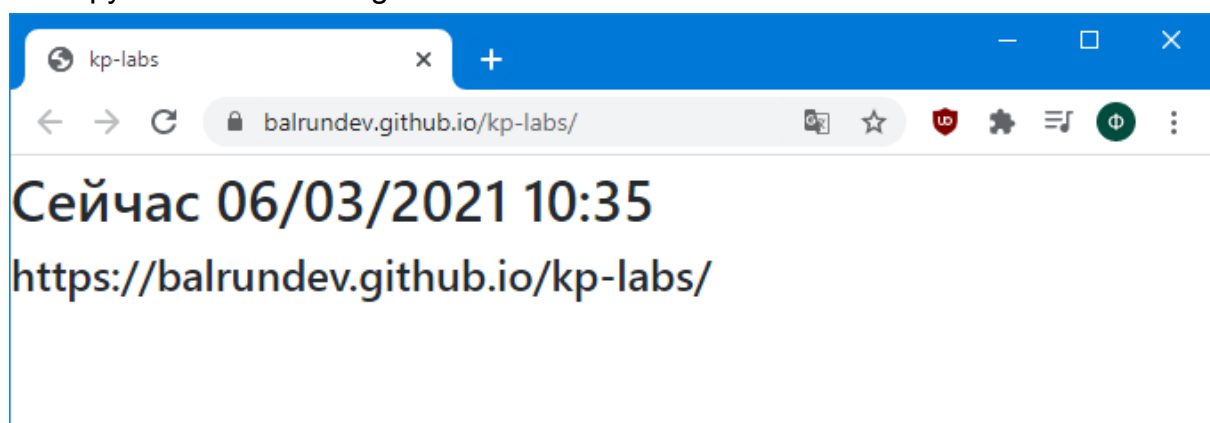 kp-labs
balrundev.github.io/kp-labs/
Ф
Сейчас 06/03/2021 10:35
https://balrundev.github.io/kp-labs/